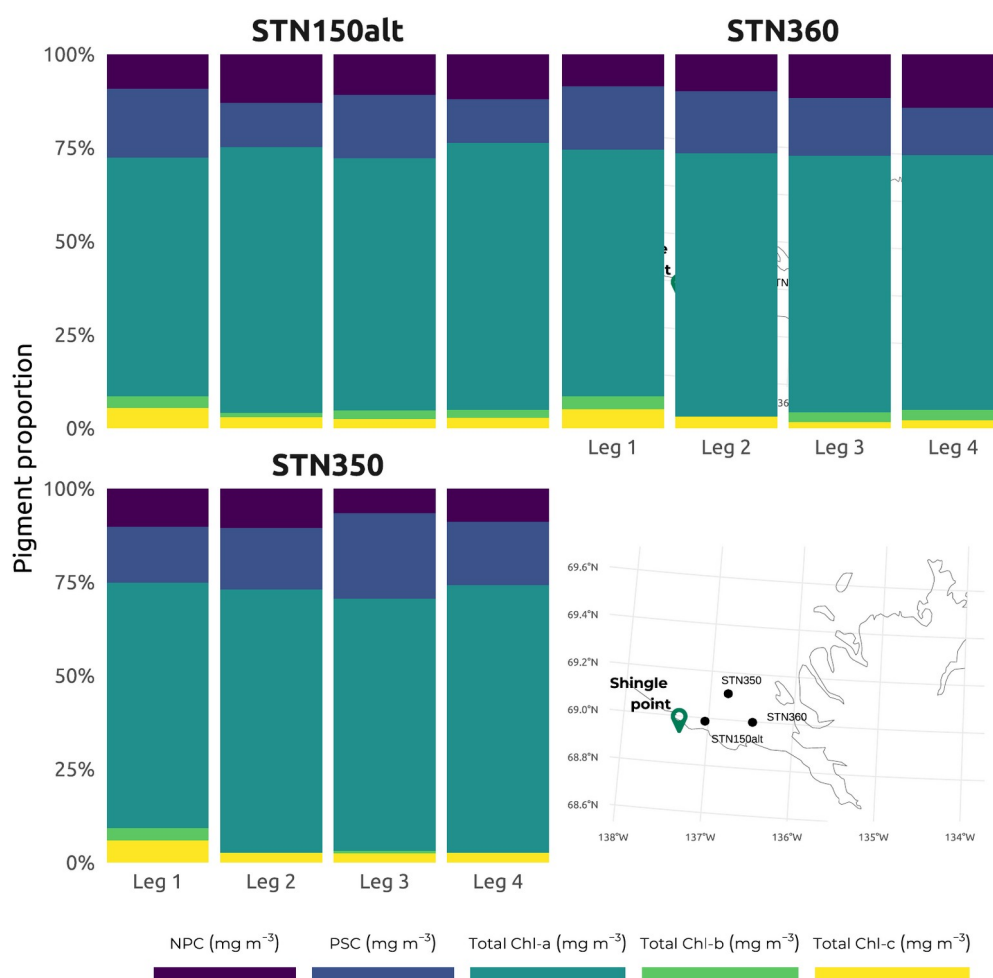 STN150alt
STN360
100%
75%
50%
25%
0%
e
t
TN
36
Leg 1
Leg 2
Leg 3
Leg 4
Pigment proportion
STN350
100%
75%
50%
25%
0%
Leg 1
Leg 2
Leg 3
Leg 4
69.6°N
69.4°N
69.2°N
69.0°N
68.8°N
68.6°N
Shingle
point
STN350
STN360
STN150alt
138°W
137°W
136°W
135°W
134°W
NPC (mg m⁻³)
PSC (mg m⁻³)
Total Chl-a (mg m⁻³)
Total Chl-b (mg m⁻³)
Total Chl-c (mg m⁻³)